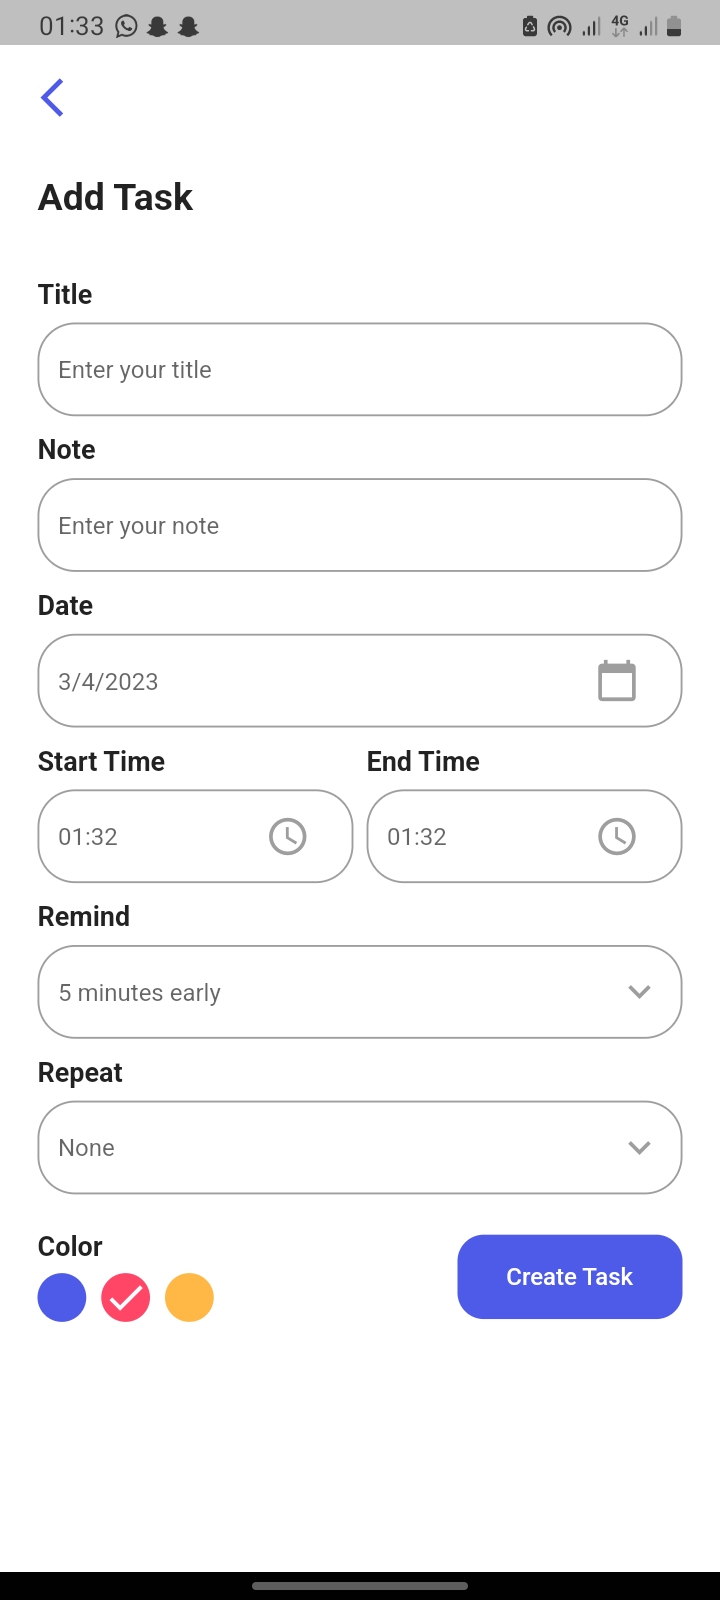 01:33 4G
Add Task
Title
Enter your title
Note
Enter your note
Date
3/4/2023
Start Time End Time
01:32 01:32
Remind
5 minutes early
Repeat
None
Color
Create Task